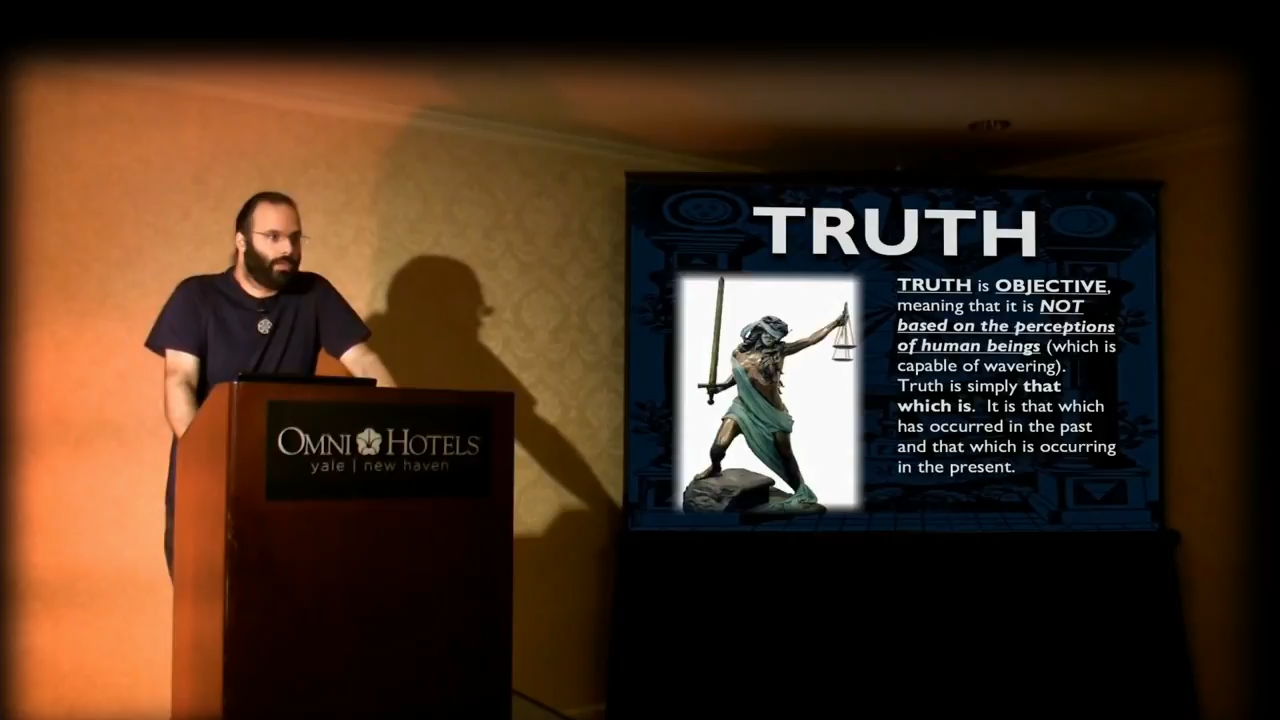 OMNI HOTELS
yale | new haven
TRUTH
TRUTH is OBJECTIVE,
meaning that it is NOT
based on the perceptions
of human beings (which is
capable of wavering).
Truth is simply that
which is. It is that which
has occurred in the past
and that which is occurring
in the present.